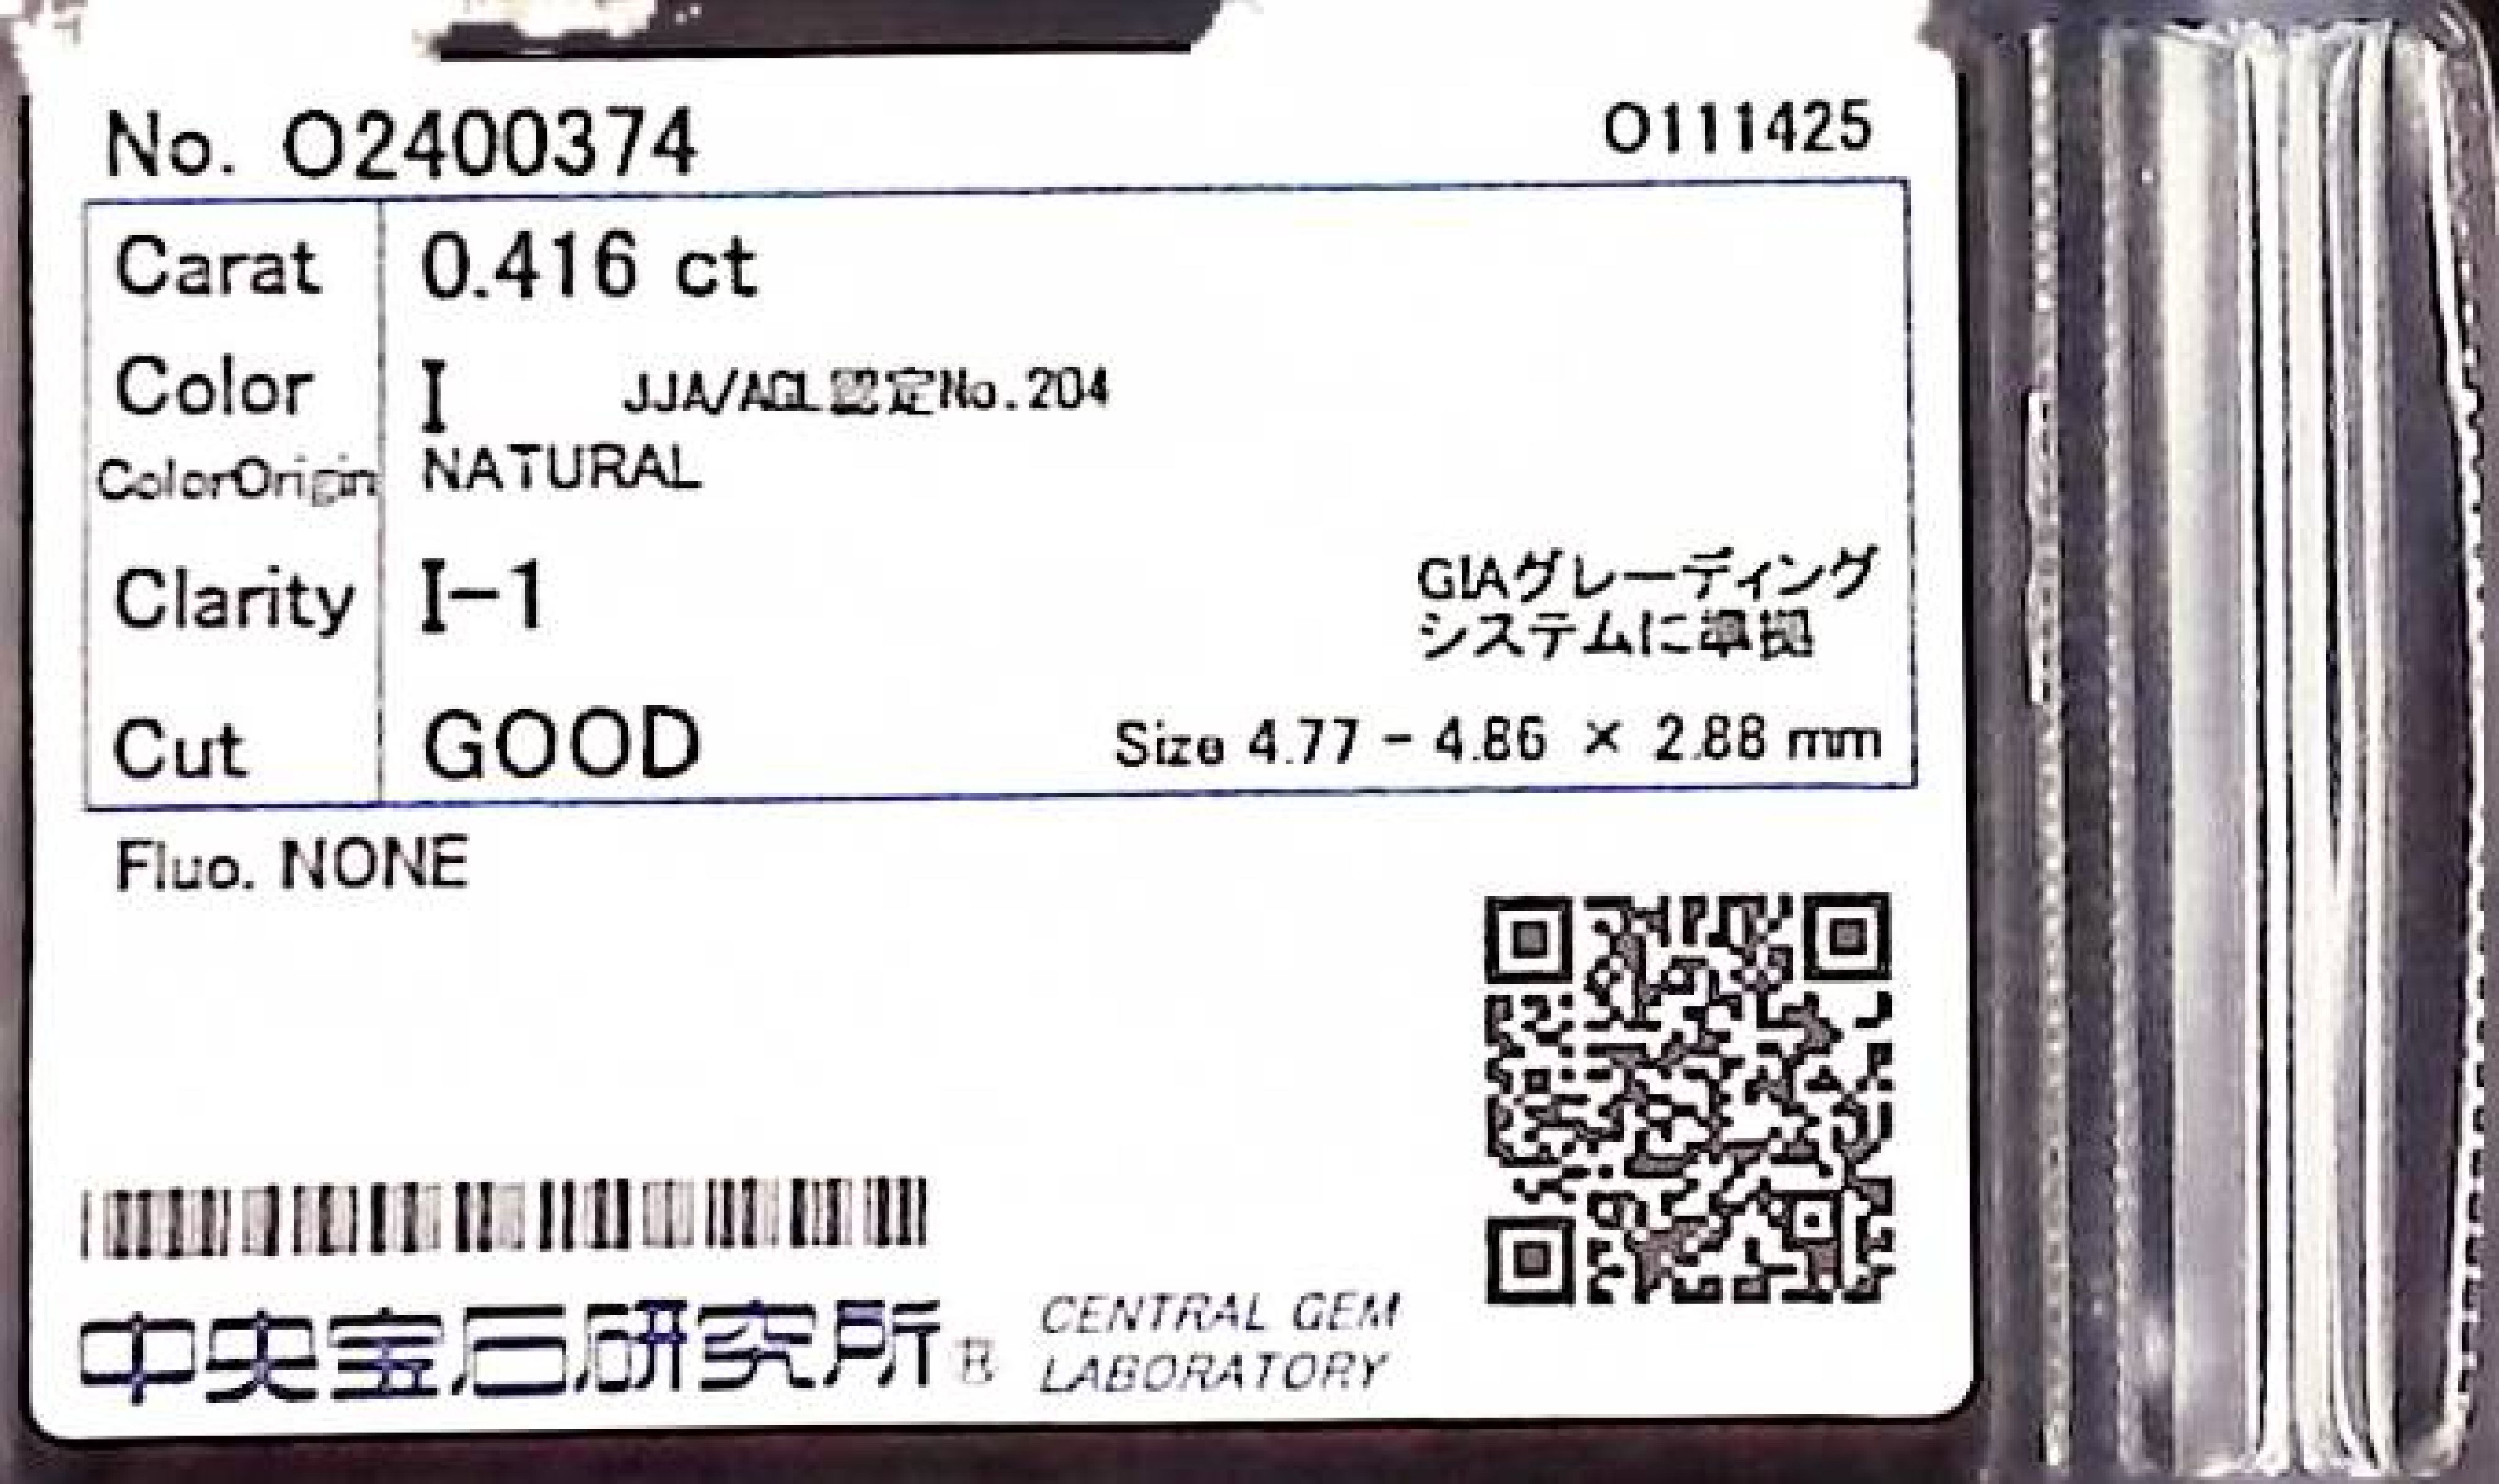 No. O2400374
O111425
Carat 0.416 ct
Color I JJA/AGL認定No.204
ColorOrigin NATURAL
Clarity I-1
GIAグレーディング
システムに準拠
Cut GOOD Size 4.77 - 4.86 × 2.88 mm
Fluo. NONE
中央宝石研究所®
CENTRAL GEM
LABORATORY